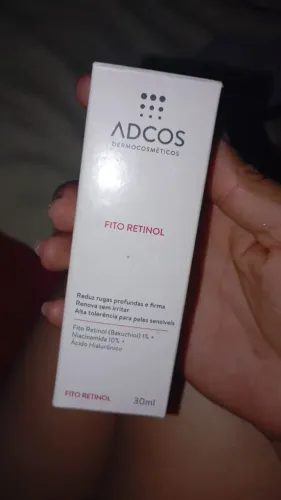 ADCOS
DERMOCOSMÉTICOS
FITO RETINOL
Reduz rugas profundas e firma
Renova sem irritar
Alta tolerância para peles sensíveis
Fito Retinol (Bakuchiol) 1% +
Niacinamida 10% +
Ácido Hialurônico
FITO RETINOL 30ml